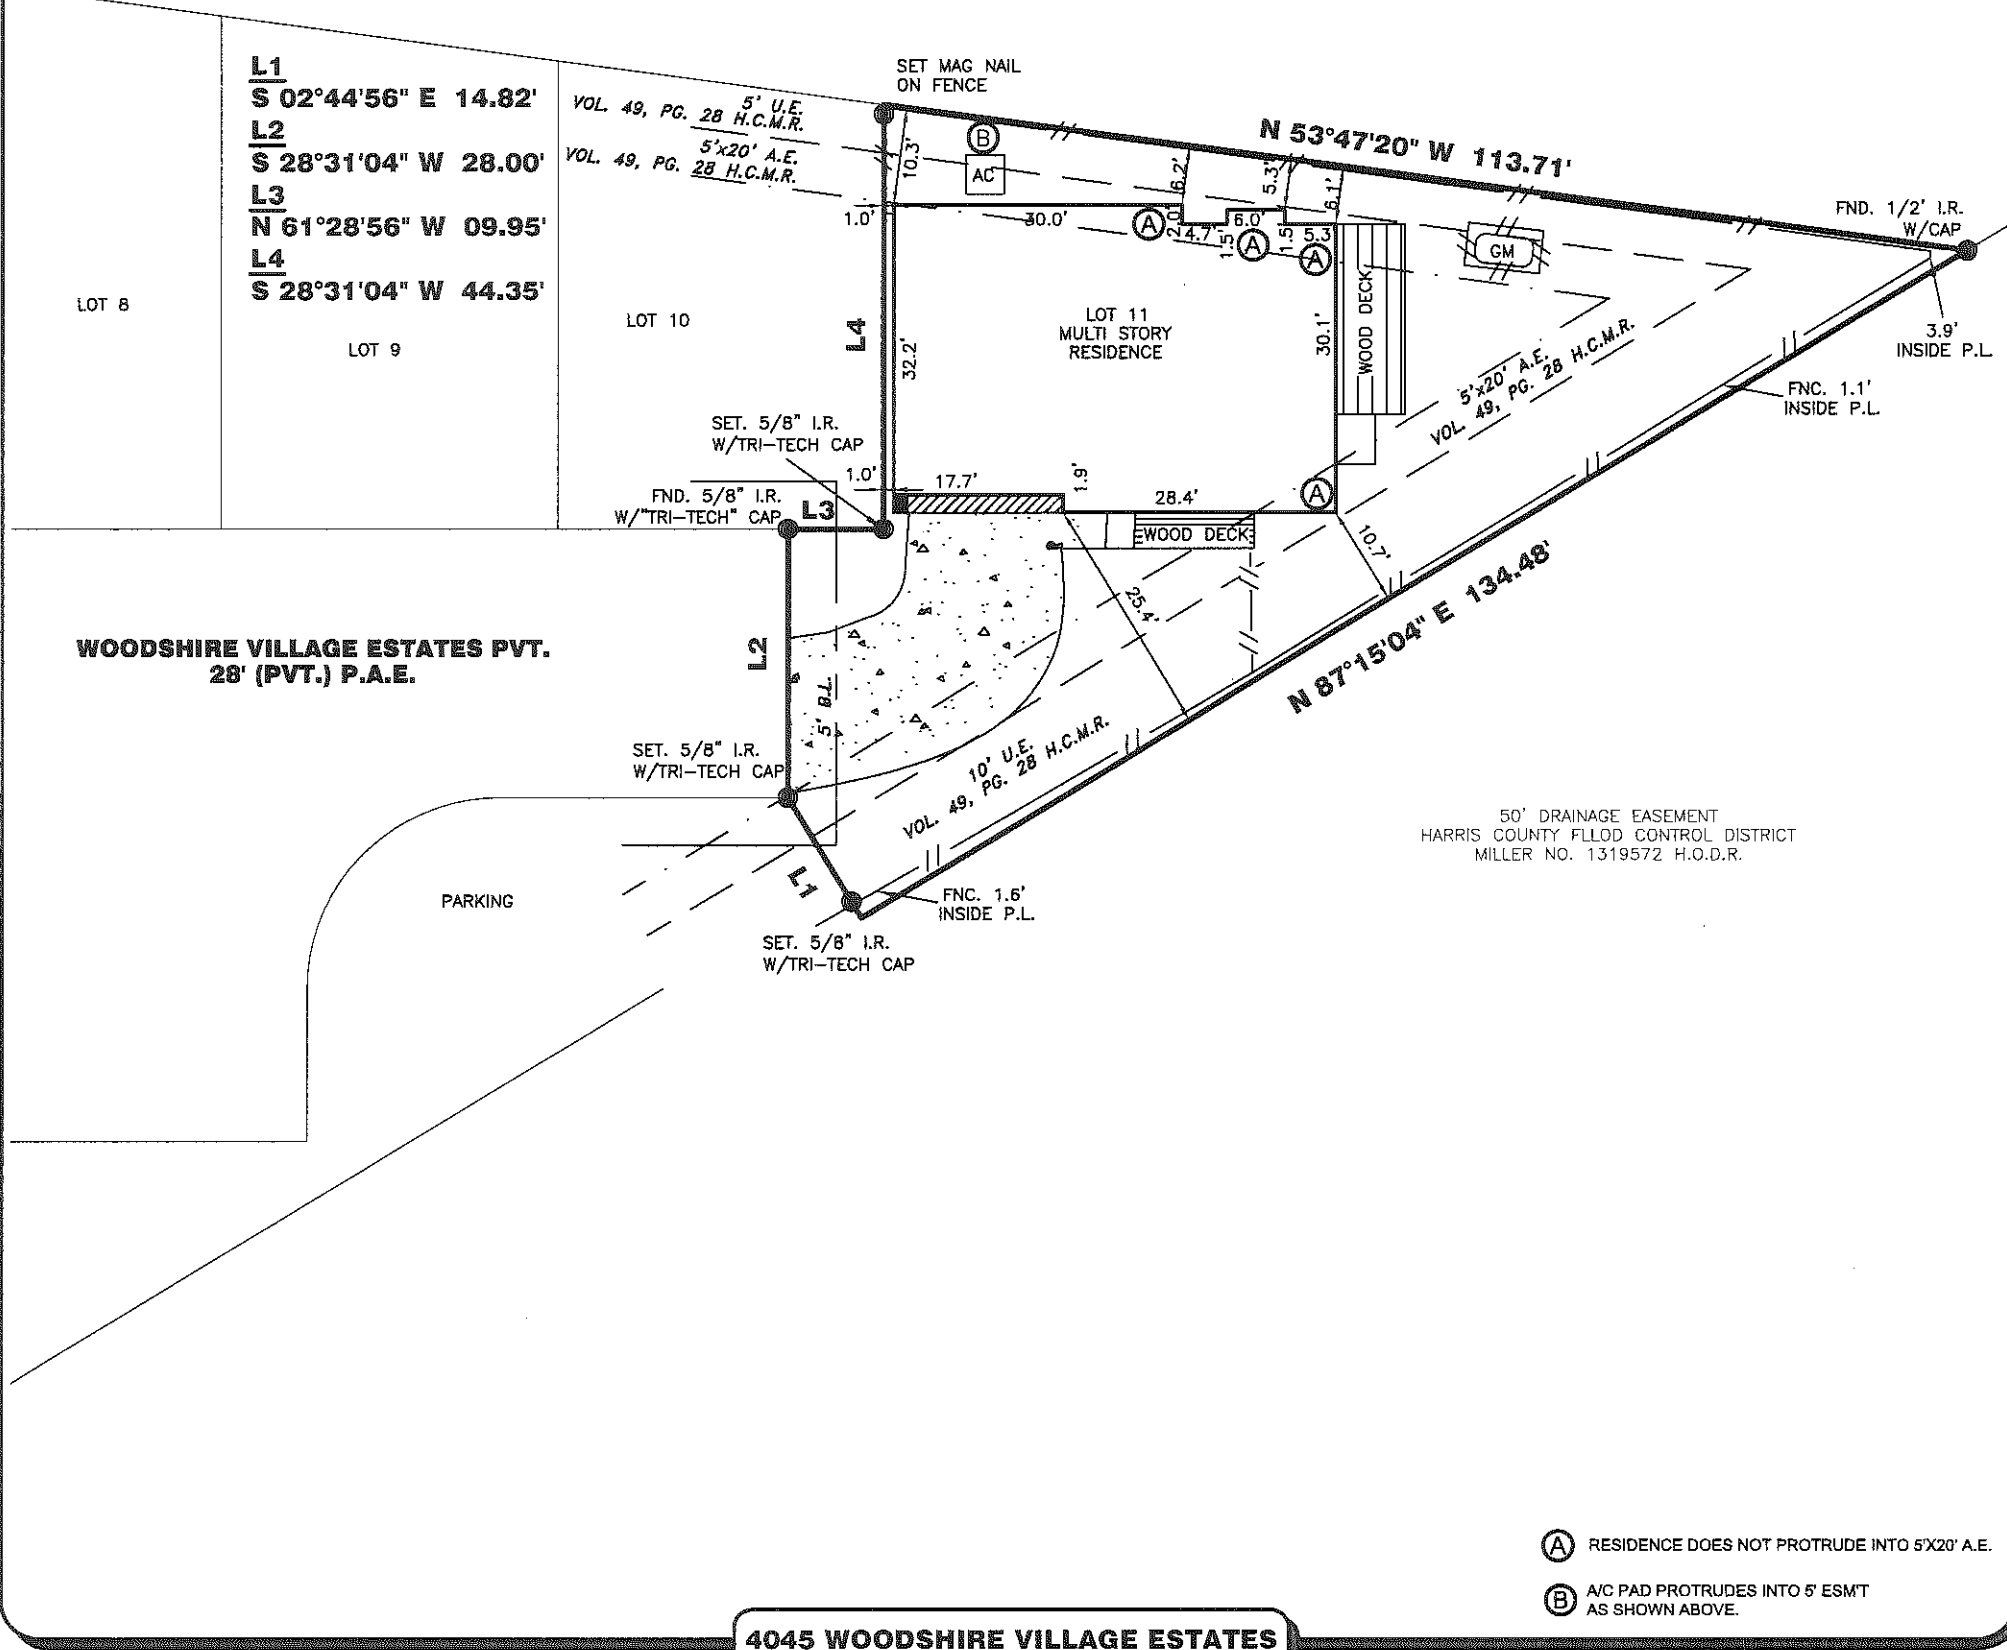 L1
S 02°44'56" E 14.82'
L2
S 28°31'04" W 28.00'
L3
N 61°28'56" W 09.95'
L4
S 28°31'04" W 44.35'
SET MAG NAIL
ON FENCE
5' U.E.
VOL. 49, PG. 28 H.C.M.R.
5'x20' A.E.
VOL. 49, PG. 28 H.C.M.R.
N 53°47'20" W 113.71'
FND. 1/2' I.R.
W/CAP
B
AC
10.3'
6.2'
5.3'
6.1'
1.0'
30.0'
A
2.0'
4.7'
1.5'
6.0'
A
1.5'
5.3
A
GM
LOT 8
LOT 9
LOT 10
L4
32.2'
LOT 11
MULTI STORY
RESIDENCE
30.1'
WOOD DECK
3.9'
INSIDE P.L.
5'x20' A.E.
VOL. 49, PG. 28 H.C.M.R.
FNC. 1.1'
INSIDE P.L.
SET. 5/8" I.R.
W/TRI-TECH CAP
1.0'
17.7'
1.9'
28.4'
A
FND. 5/8" I.R.
W/"TRI-TECH" CAP
L3
WOOD DECK
10.7'
25.4'
N 87°15'04" E 134.48'
WOODSHIRE VILLAGE ESTATES PVT.
28' (PVT.) P.A.E.
L2
5' B.L.
SET. 5/8" I.R.
W/TRI-TECH CAP
10' U.E.
VOL. 49, PG. 28 H.C.M.R.
50' DRAINAGE EASEMENT
HARRIS COUNTY FLLOD CONTROL DISTRICT
MILLER NO. 1319572 H.O.D.R.
PARKING
L1
FNC. 1.6'
INSIDE P.L.
SET. 5/8" I.R.
W/TRI-TECH CAP
A RESIDENCE DOES NOT PROTRUDE INTO 5'X20' A.E.
B A/C PAD PROTRUDES INTO 5' ESM'T
AS SHOWN ABOVE.
4045 WOODSHIRE VILLAGE ESTATES